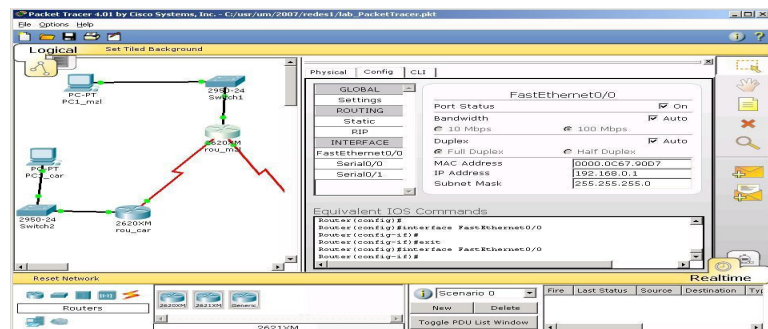 Packet Tracer 4.01 by Cisco Systems, Inc. - C:/usr/um/2007/redes1/lab_PacketTracer.pkt
File Options Help
Logical
Set Tiled Background
PC-PT
PC1_mzl
2950-24
Switch1
2620XM
PC-PT
2950-24
Switch2
2620XM
rou_car
Physical Config CLI
GLOBAL
Settings
ROUTING
Static
RIP
INTERFACE
FastEthernet0/0
Serial0/0
Serial0/1
FastEthernet0/0
Port Status On
Bandwidth Auto
10 Mbps 100 Mbps
Duplex Auto
Full Duplex Half Duplex
MAC Address 0000.0C67.90D7
IP Address 192.168.0.1
Subnet Mask 255.255.255.0
Equivalent IOS Commands
Router(config)#
Router(config)#interface FastEthernet0/0
Router(config-if)#
Router(config-if)#exit
Router(config)#interface FastEthernet0/0
Router(config-if)#
Reset Network
Realtime
Routers
2620XM 2621XM Generic
2621XM
Scenario 0
New Delete
Toggle PDU List Window
Fire Last Status Source Destination